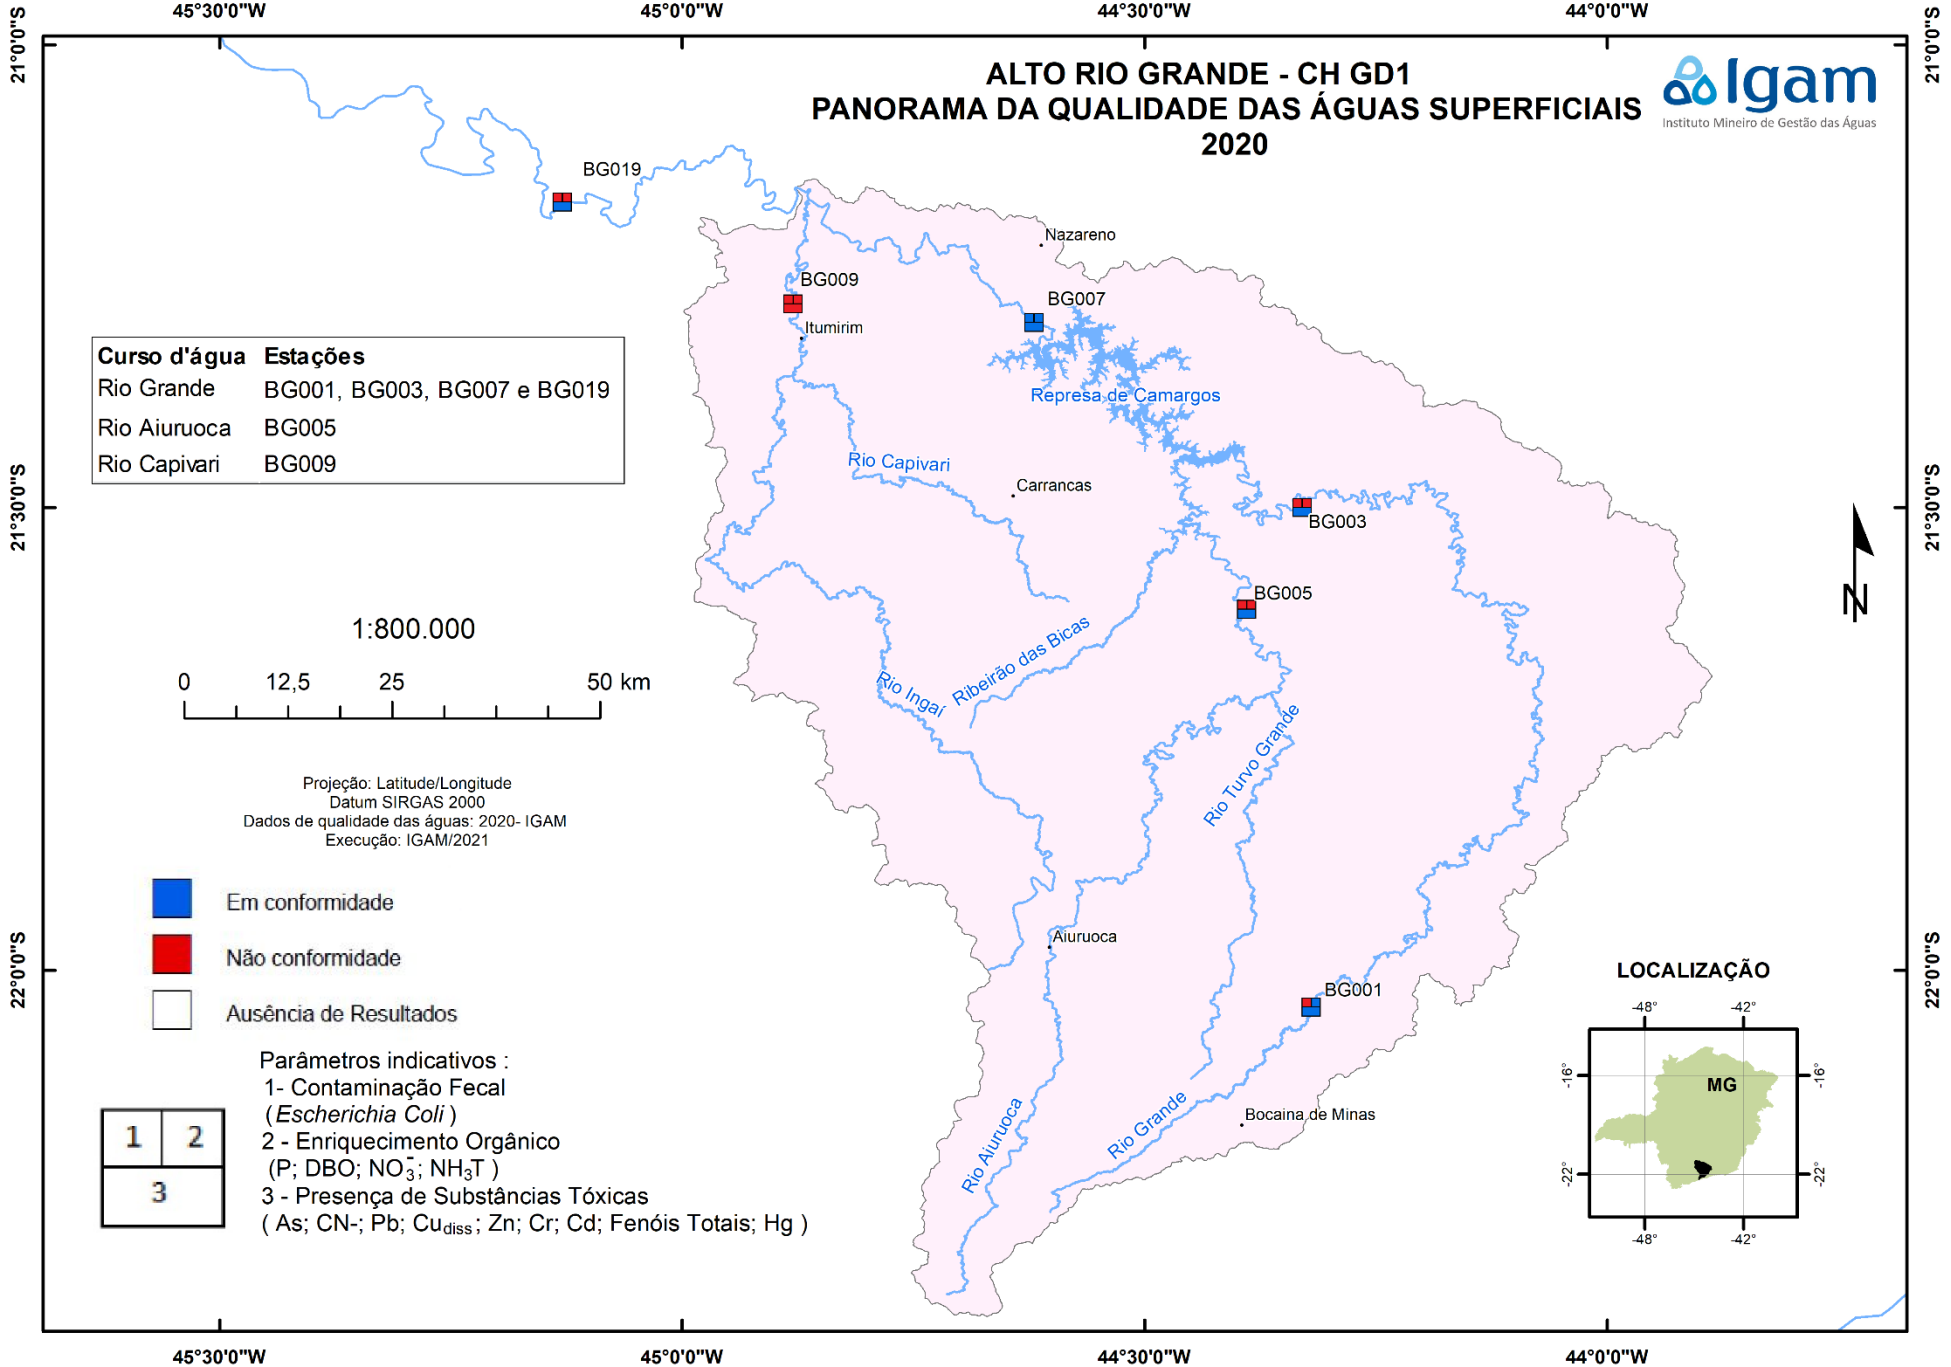 45°30'0"W 45°0'0"W 44°30'0"W 44°0'0"W
21°0'0"S 21°0'0"S
ALTO RIO GRANDE - CH GD1
PANORAMA DA QUALIDADE DAS ÁGUAS SUPERFICIAIS
2020
Igam
Instituto Mineiro de Gestão das Águas
BG019
Nazareno
BG009
BG007
Itumirim
Curso d'água Estações
Rio Grande BG001, BG003, BG007 e BG019
Rio Aiuruoca BG005
Rio Capivari BG009
Represa de Camargos
Rio Capivari
Carrancas
21°30'0"S 21°30'0"S
BG003
BG005
N
Ribeirão das Bicas
Rio Ingaí
Rio Turvo Grande
1:800.000
0 12,5 25 50 km
Projeção: Latitude/Longitude
Datum SIRGAS 2000
Dados de qualidade das águas: 2020- IGAM
Execução: IGAM/2021
Em conformidade
Não conformidade
Ausência de Resultados
Aiuruoca
22°0'0"S 22°0'0"S
BG001
Bocaina de Minas
Rio Grande
Rio Aiuruoca
Parâmetros indicativos :
1- Contaminação Fecal
(Escherichia Coli )
2 - Enriquecimento Orgânico
(P; DBO; NO₃⁻; NH₃T )
3 - Presença de Substâncias Tóxicas
( As; CN-; Pb; Cudiss; Zn; Cr; Cd; Fenóis Totais; Hg )
1 2
3
LOCALIZAÇÃO
-48° -42°
-16° -16°
MG
-22° -22°
-48° -42°
45°30'0"W 45°0'0"W 44°30'0"W 44°0'0"W